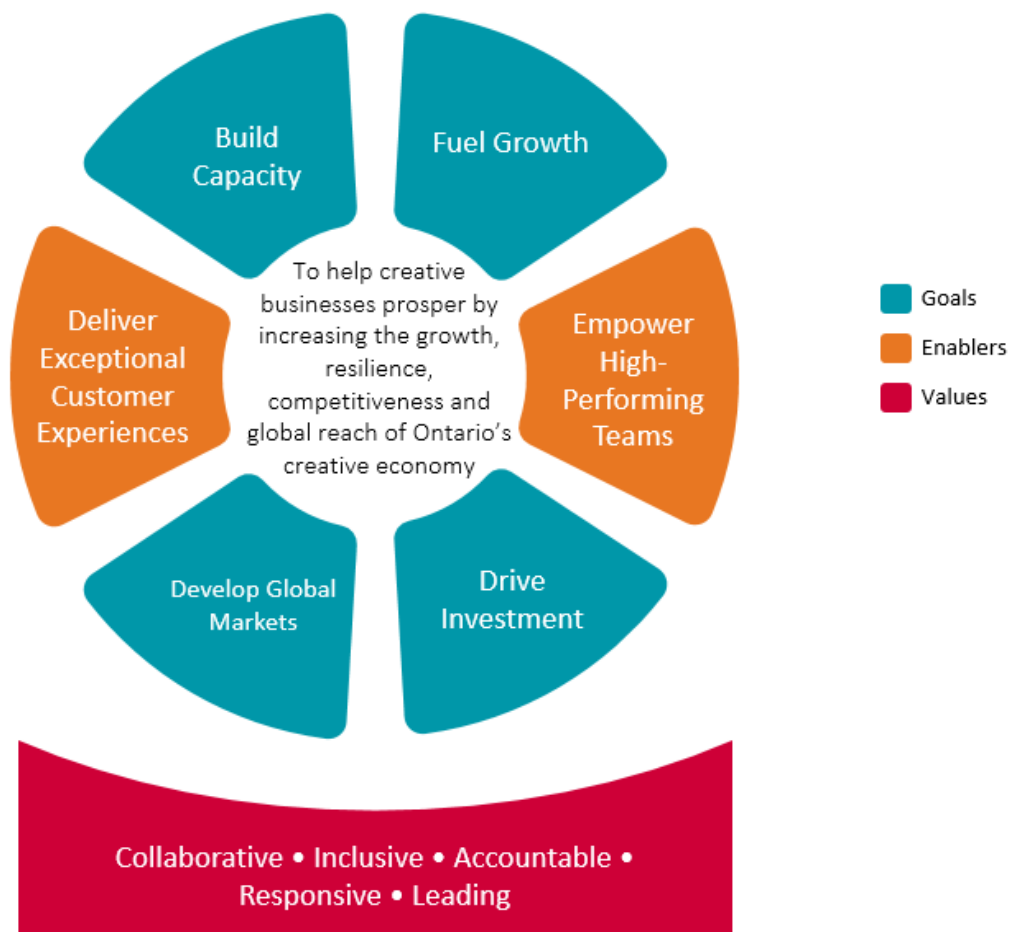 Build
Capacity
Fuel Growth
Deliver
Exceptional
Customer
Experiences
To help creative
businesses prosper by
increasing the growth,
resilience,
competitiveness and
global reach of Ontario’s
creative economy
Empower
High-
Performing
Teams
Develop Global
Markets
Drive
Investment
Goals
Enablers
Values
Collaborative • Inclusive • Accountable •
Responsive • Leading